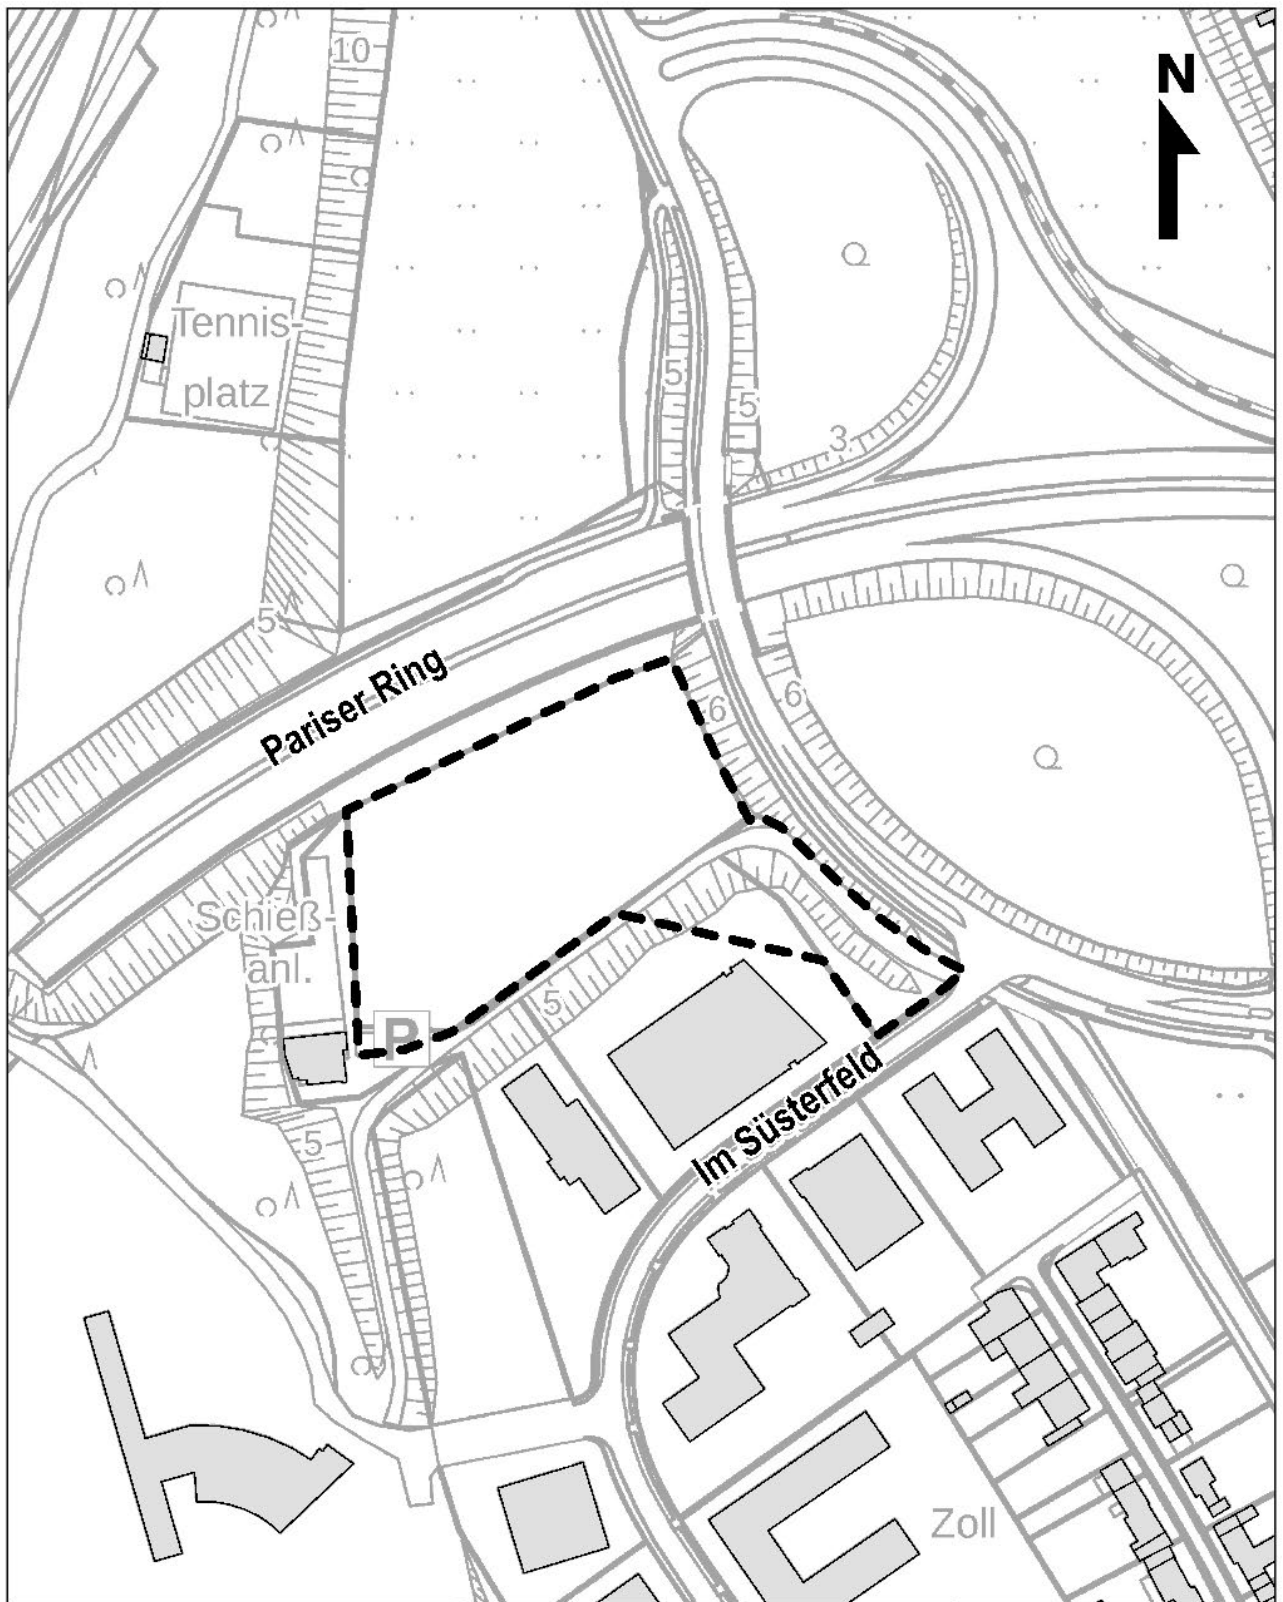 10
N
Tennis-
platz
5
5
3
5
Pariser Ring
6
6
Schieß-
anl.
5
P
Im Süsterfeld
5
Zoll